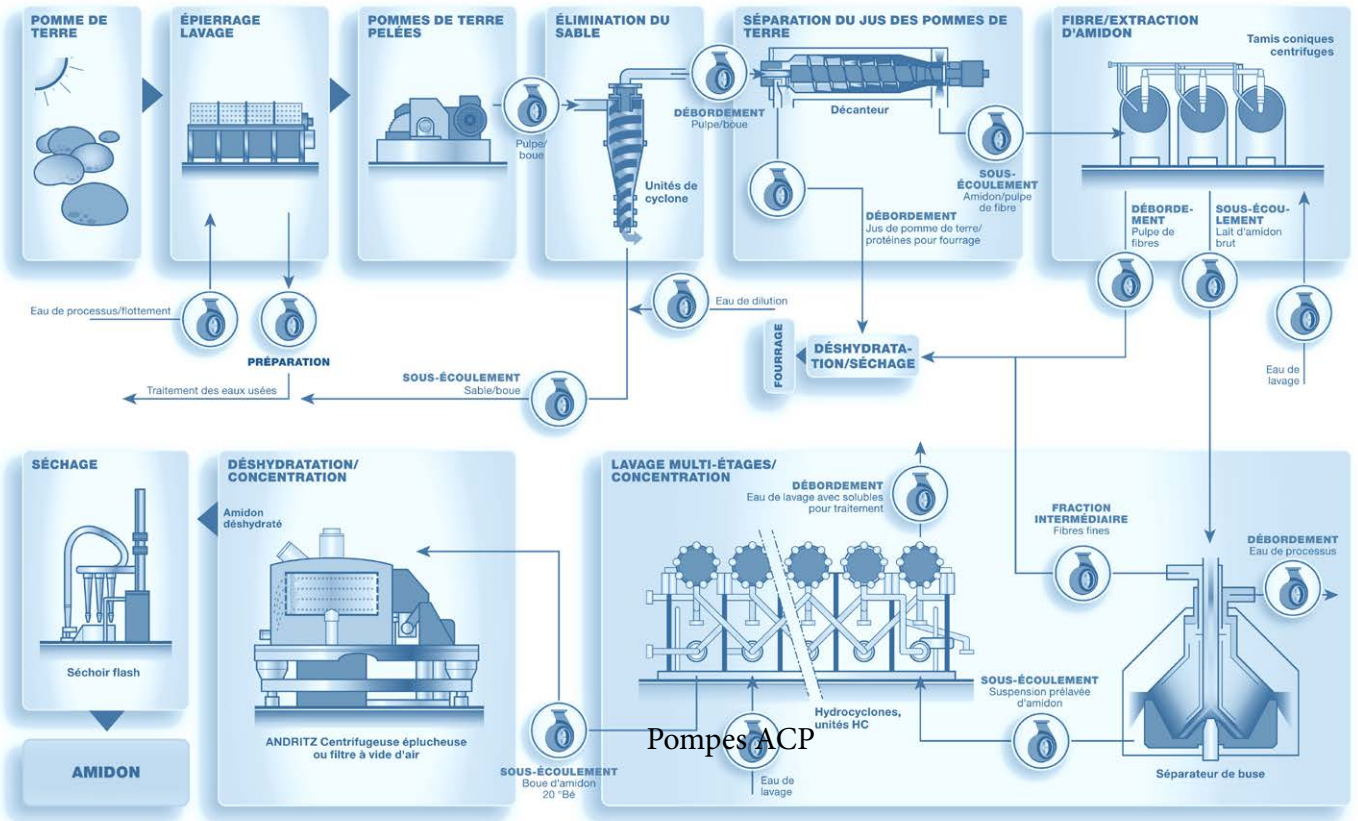 POMME DE
TERRE
ÉPIERRAGE
LAVAGE
POMMES DE TERRE
PELÉES
ÉLIMINATION DU
SABLE
SÉPARATION DU JUS DES POMMES DE
TERRE
FIBRE/EXTRACTION
D'AMIDON
Tamis coniques
centrifuges
Pulpe/
boue
Unités de
cyclone
DÉBORDEMENT
Pulpe/boue
Décanteur
SOUS-
ÉCOULEMENT
Amidon/pulpe
de fibre
DÉBORDEMENT
Jus de pomme de terre/
protéines pour fourrage
DÉBORDE-
MENT
Pulpe de
fibres
SOUS-ÉCOU-
LEMENT
Lait d'amidon
brut
Eau de processus/flottement
PRÉPARATION
Traitement des eaux usées
Eau de dilution
SOUS-ÉCOULEMENT
Sable/boue
FOURRAGE
DÉSHYDRATA-
TION/SÉCHAGE
Eau de
lavage
SÉCHAGE
Séchoir flash
AMIDON
DÉSHYDRATATION/
CONCENTRATION
Amidon
déshydraté
ANDRITZ Centrifugeuse éplucheuse
ou filtre à vide d'air
SOUS-ÉCOULEMENT
Boue d'amidon
20 °Bé
LAVAGE MULTI-ÉTAGES/
CONCENTRATION
DÉBORDEMENT
Eau de lavage avec solubles
pour traitement
Hydrocyclones,
unités HC
Pompes ACP
Eau de
lavage
FRACTION
INTERMÉDIAIRE
Fibres fines
DÉBORDEMENT
Eau de processus
SOUS-ÉCOULEMENT
Suspension prélavée
d'amidon
Séparateur de buse